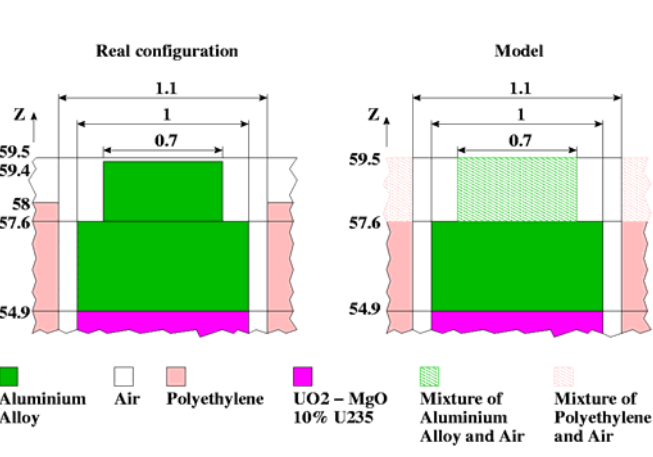 Real configuration
Model
1.1
1.1
Z
1
Z
1
0.7
0.7
59.5
59.5
59.4
58
57.6
57.6
54.9
54.9
Aluminium
Alloy
Air
Polyethylene
UO2 – MgO
10% U235
Mixture of
Aluminium
Alloy and Air
Mixture of
Polyethylene
and Air